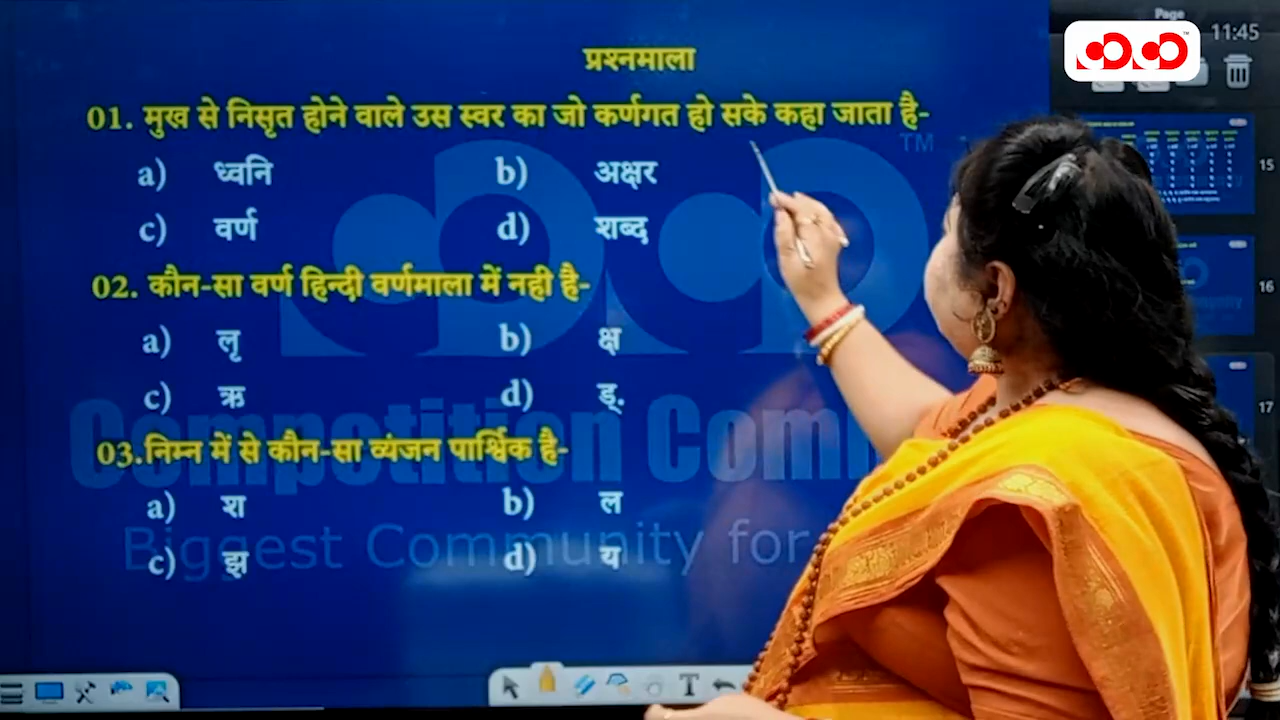 Page
11:45
प्रश्नमाला
TM
01. मुख से निसृत होने वाले उस स्वर का जो कर्णगत हो सके कहा जाता है-
a) ध्वनि b) अक्षर
c) वर्ण d) शब्द
02. कौन-सा वर्ण हिन्दी वर्णमाला में नही है-
a) लृ b) क्ष
c) ऋ d) ड़्.
03.निम्न में से कौन-सा व्यंजन पार्श्विक है-
a) श b) ल
c) झ d) य
Competition Comm
Biggest Community for
15
16
17
T